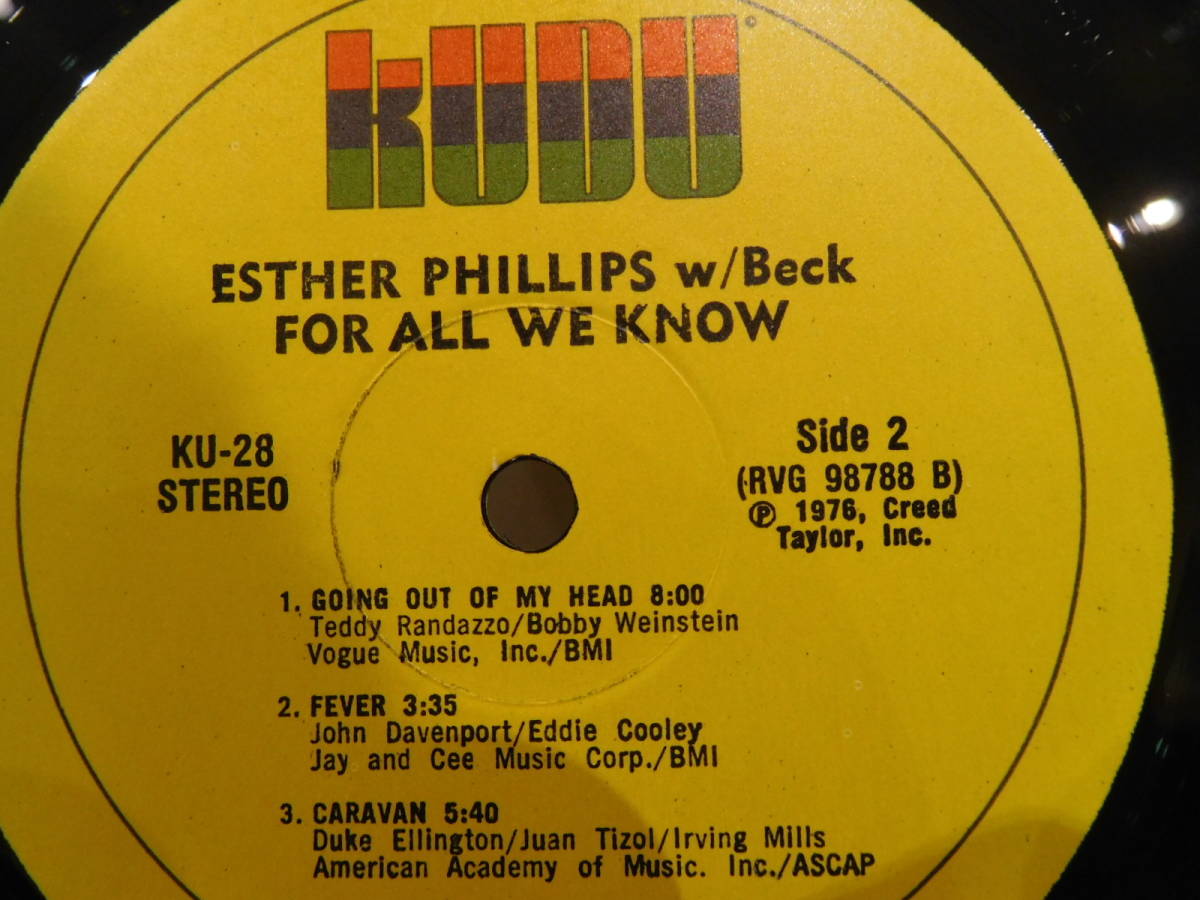 KUDU
ESTHER PHILLIPS w/Beck
FOR ALL WE KNOW
KU-28
STEREO
Side 2
(RVG 98788 B)
℗ 1976, Creed
Taylor, Inc.
1. GOING OUT OF MY HEAD 8:00
Teddy Randazzo/Bobby Weinstein
Vogue Music, Inc./BMI
2. FEVER 3:35
John Davenport/Eddie Cooley
Jay and Cee Music Corp./BMI
3. CARAVAN 5:40
Duke Ellington/Juan Tizol/Irving Mills
American Academy of Music. Inc./ASCAP